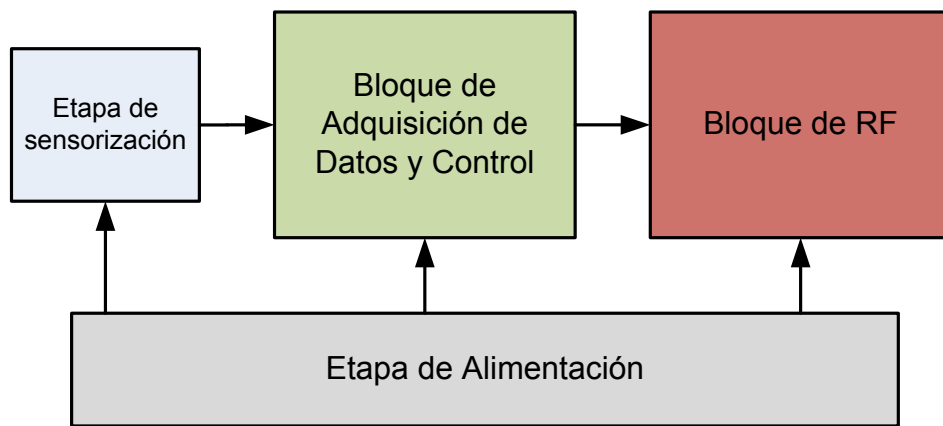 Etapa de
sensorización
Bloque de
Adquisición de
Datos y Control
Bloque de RF
Etapa de Alimentación